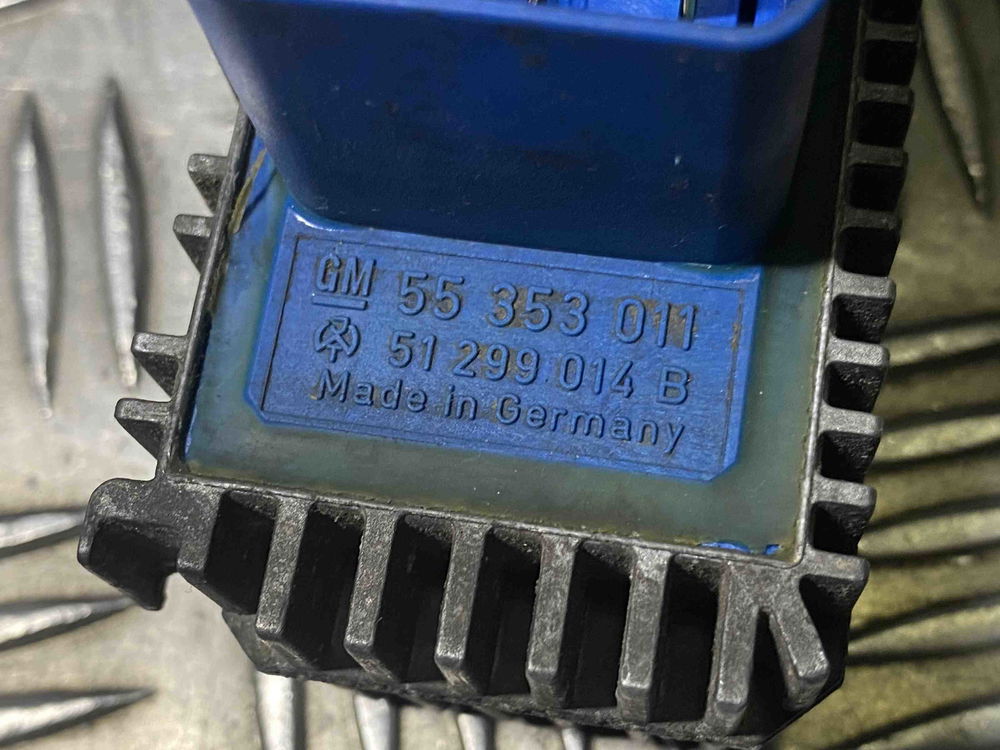 GM 55 353 011
51 299 014 B
Made in Germany